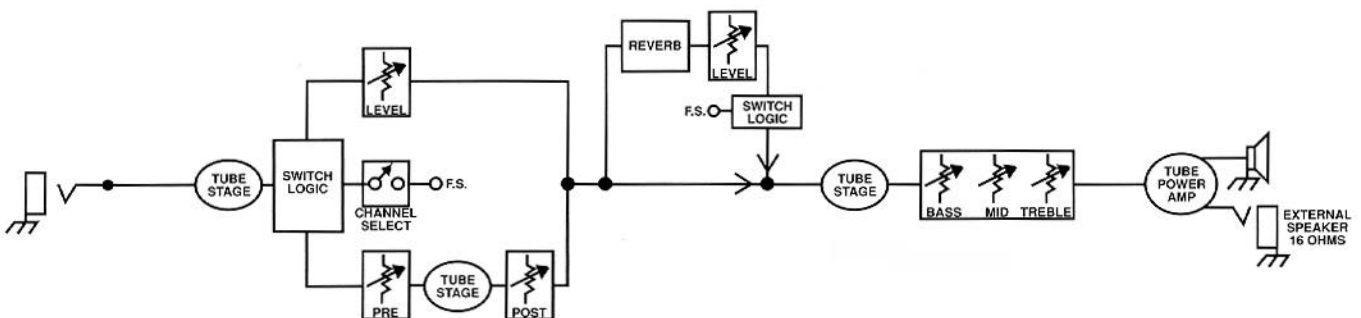 TUBE
STAGE
SWITCH
LOGIC
LEVEL
CHANNEL
SELECT
F.S.
PRE
TUBE
STAGE
POST
REVERB
LEVEL
F.S.
SWITCH
LOGIC
TUBE
STAGE
BASS MID TREBLE
TUBE
POWER
AMP
EXTERNAL
SPEAKER
16 OHMS